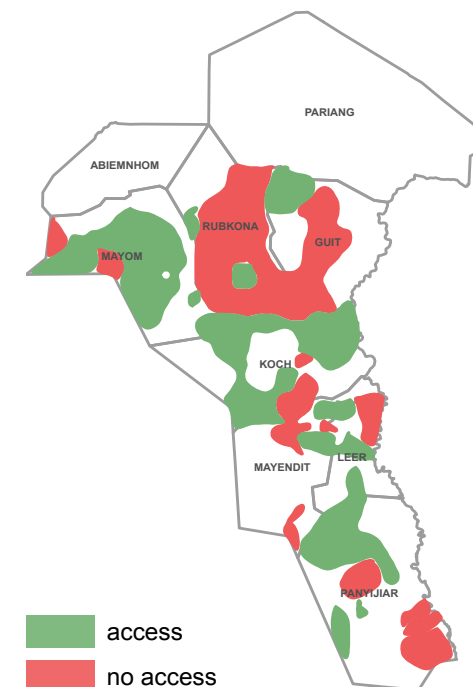 PARIANG
ABIEMNHOM
RUBKONA
GUIT
MAYOM
KOCH
MAYENDIT
LEER
PANYIJIAR
access
no access